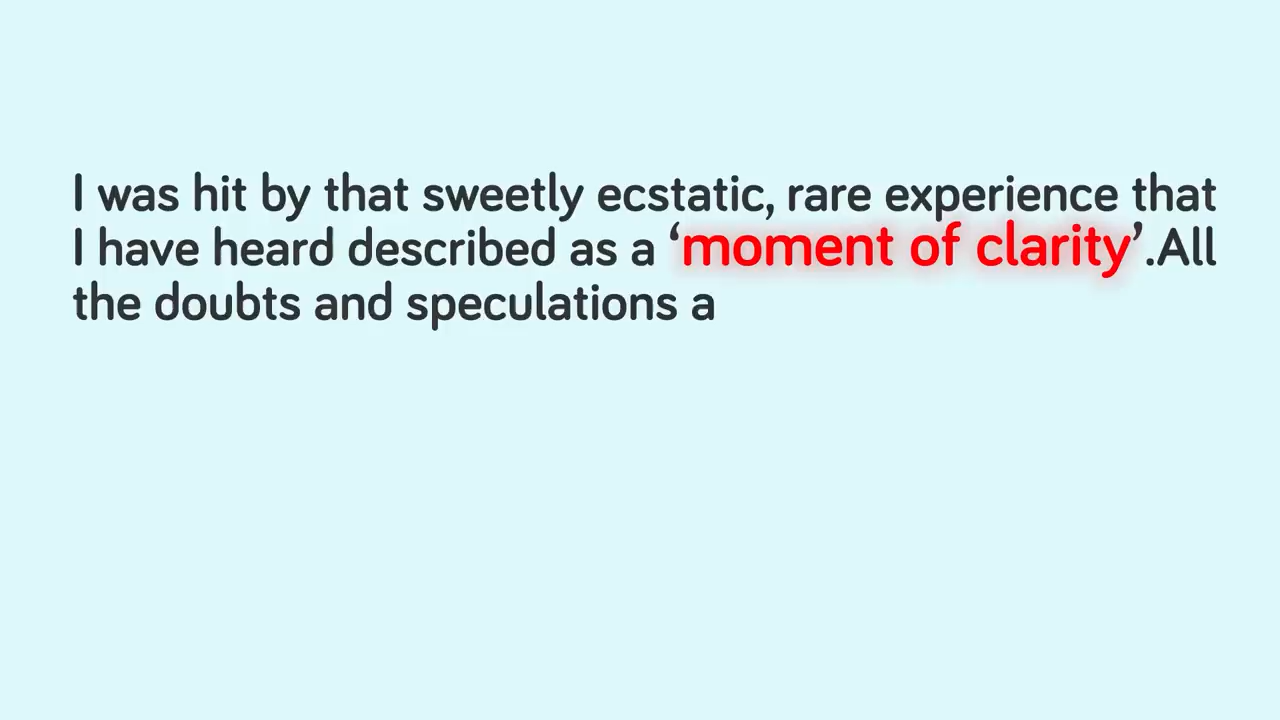 I was hit by that sweetly ecstatic, rare experience that
I have heard described as a ‘moment of clarity’.All
the doubts and speculations a